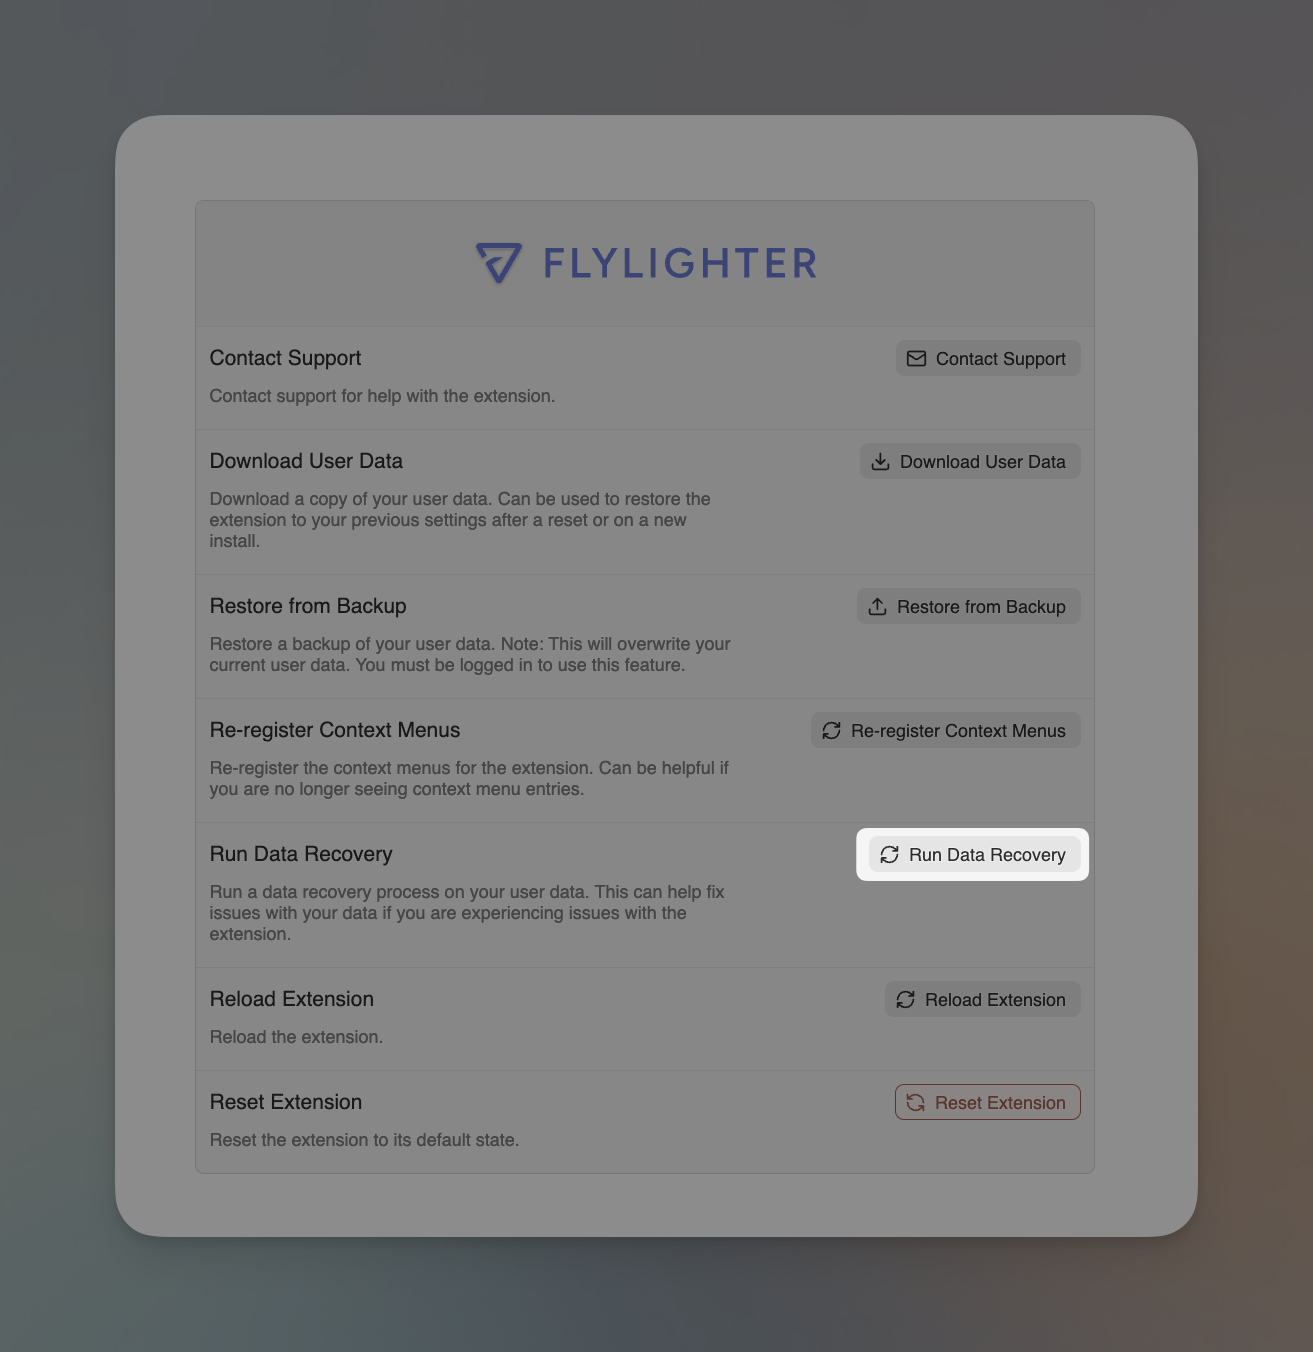 FLYLIGHTER
Contact Support
Contact Support
Contact support for help with the extension.
Download User Data
Download User Data
Download a copy of your user data. Can be used to restore the
extension to your previous settings after a reset or on a new
install.
Restore from Backup
Restore from Backup
Restore a backup of your user data. Note: This will overwrite your
current user data. You must be logged in to use this feature.
Re-register Context Menus
Re-register Context Menus
Re-register the context menus for the extension. Can be helpful if
you are no longer seeing context menu entries.
Run Data Recovery
Run Data Recovery
Run a data recovery process on your user data. This can help fix
issues with your data if you are experiencing issues with the
extension.
Reload Extension
Reload Extension
Reload the extension.
Reset Extension
Reset Extension
Reset the extension to its default state.